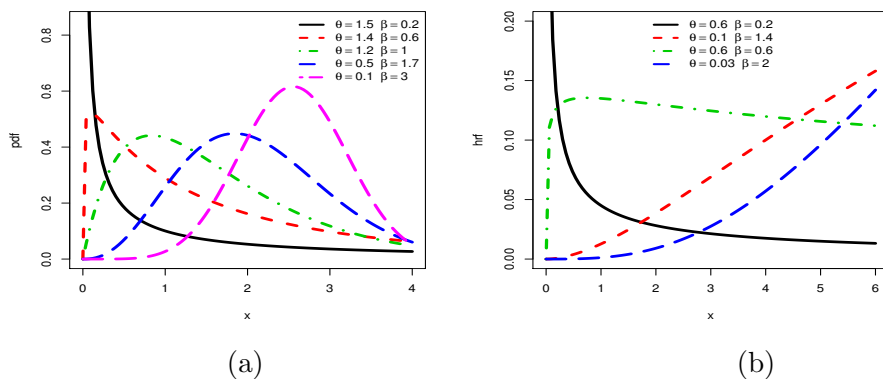 θ = 1.5 β = 0.2
θ = 1.4 β = 0.6
θ = 1.2 β = 1
θ = 0.5 β = 1.7
θ = 0.1 β = 3
0.8
0.6
0.4
0.2
0.0
pdf
0 1 2 3 4
x
(a)
θ = 0.6 β = 0.2
θ = 0.1 β = 1.4
θ = 0.6 β = 0.6
θ = 0.03 β = 2
0.20
0.15
0.10
0.05
0.00
hrf
0 1 2 3 4 5 6
x
(b)